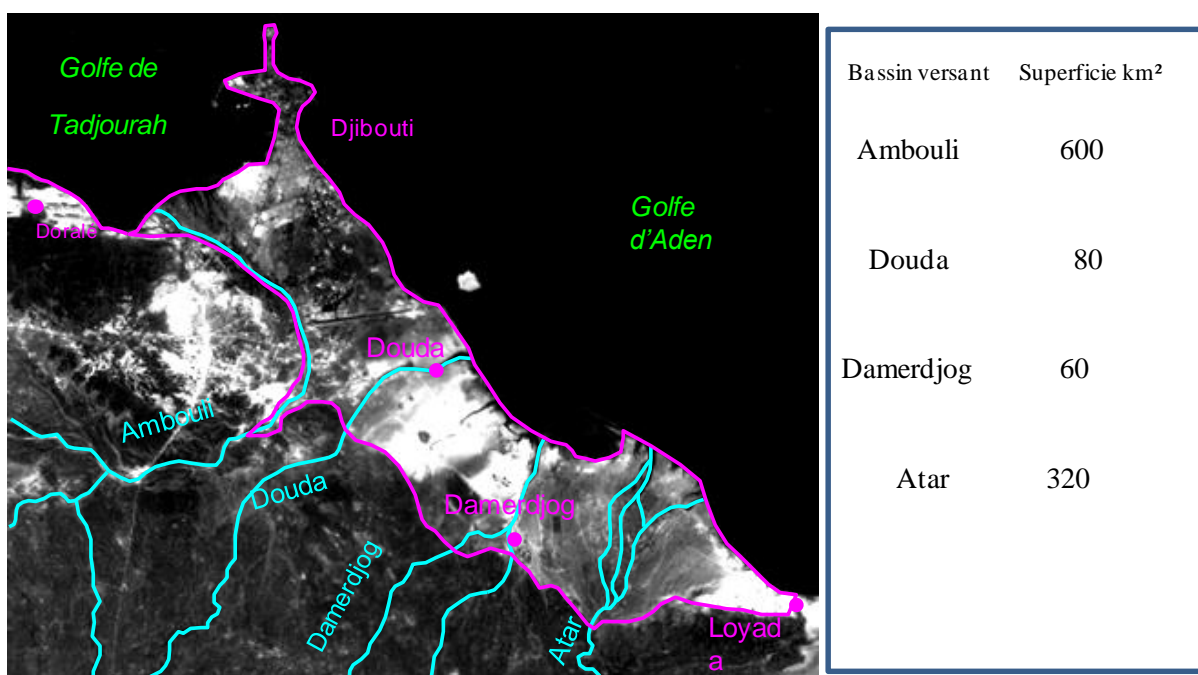 Golfe de
Tadjourah
Djibouti
Golfe
d'Aden
Doralé
Douda
Ambouli
Douda
Damerdjog
Damerdjog
Atar
Loyad
a
Bassin versant Superficie km²
Ambouli 600
Douda 80
Damerdjog 60
Atar 320